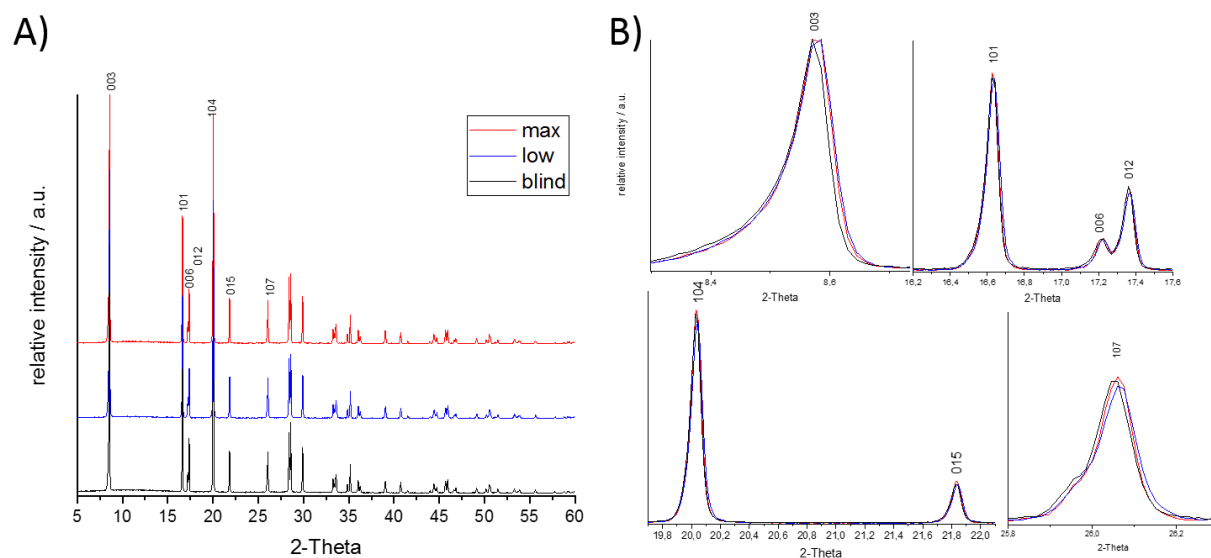 A)
relative intensity / a.u.
003
101
006
012
104
015
107
max
low
blind
5 10 15 20 25 30 35 40 45 50 55 60
2-Theta
B)
relative intensity / a.u.
003
8,4 8,6
2-Theta
101
006
012
16,2 16,4 16,6 16,8 17,0 17,2 17,4 17,6
2-Theta
104
015
19,8 20,0 20,2 20,4 20,6 20,8 21,0 21,2 21,4 21,6 21,8 22,0
2-Theta
107
25,8 26,0 26,2
2-Theta